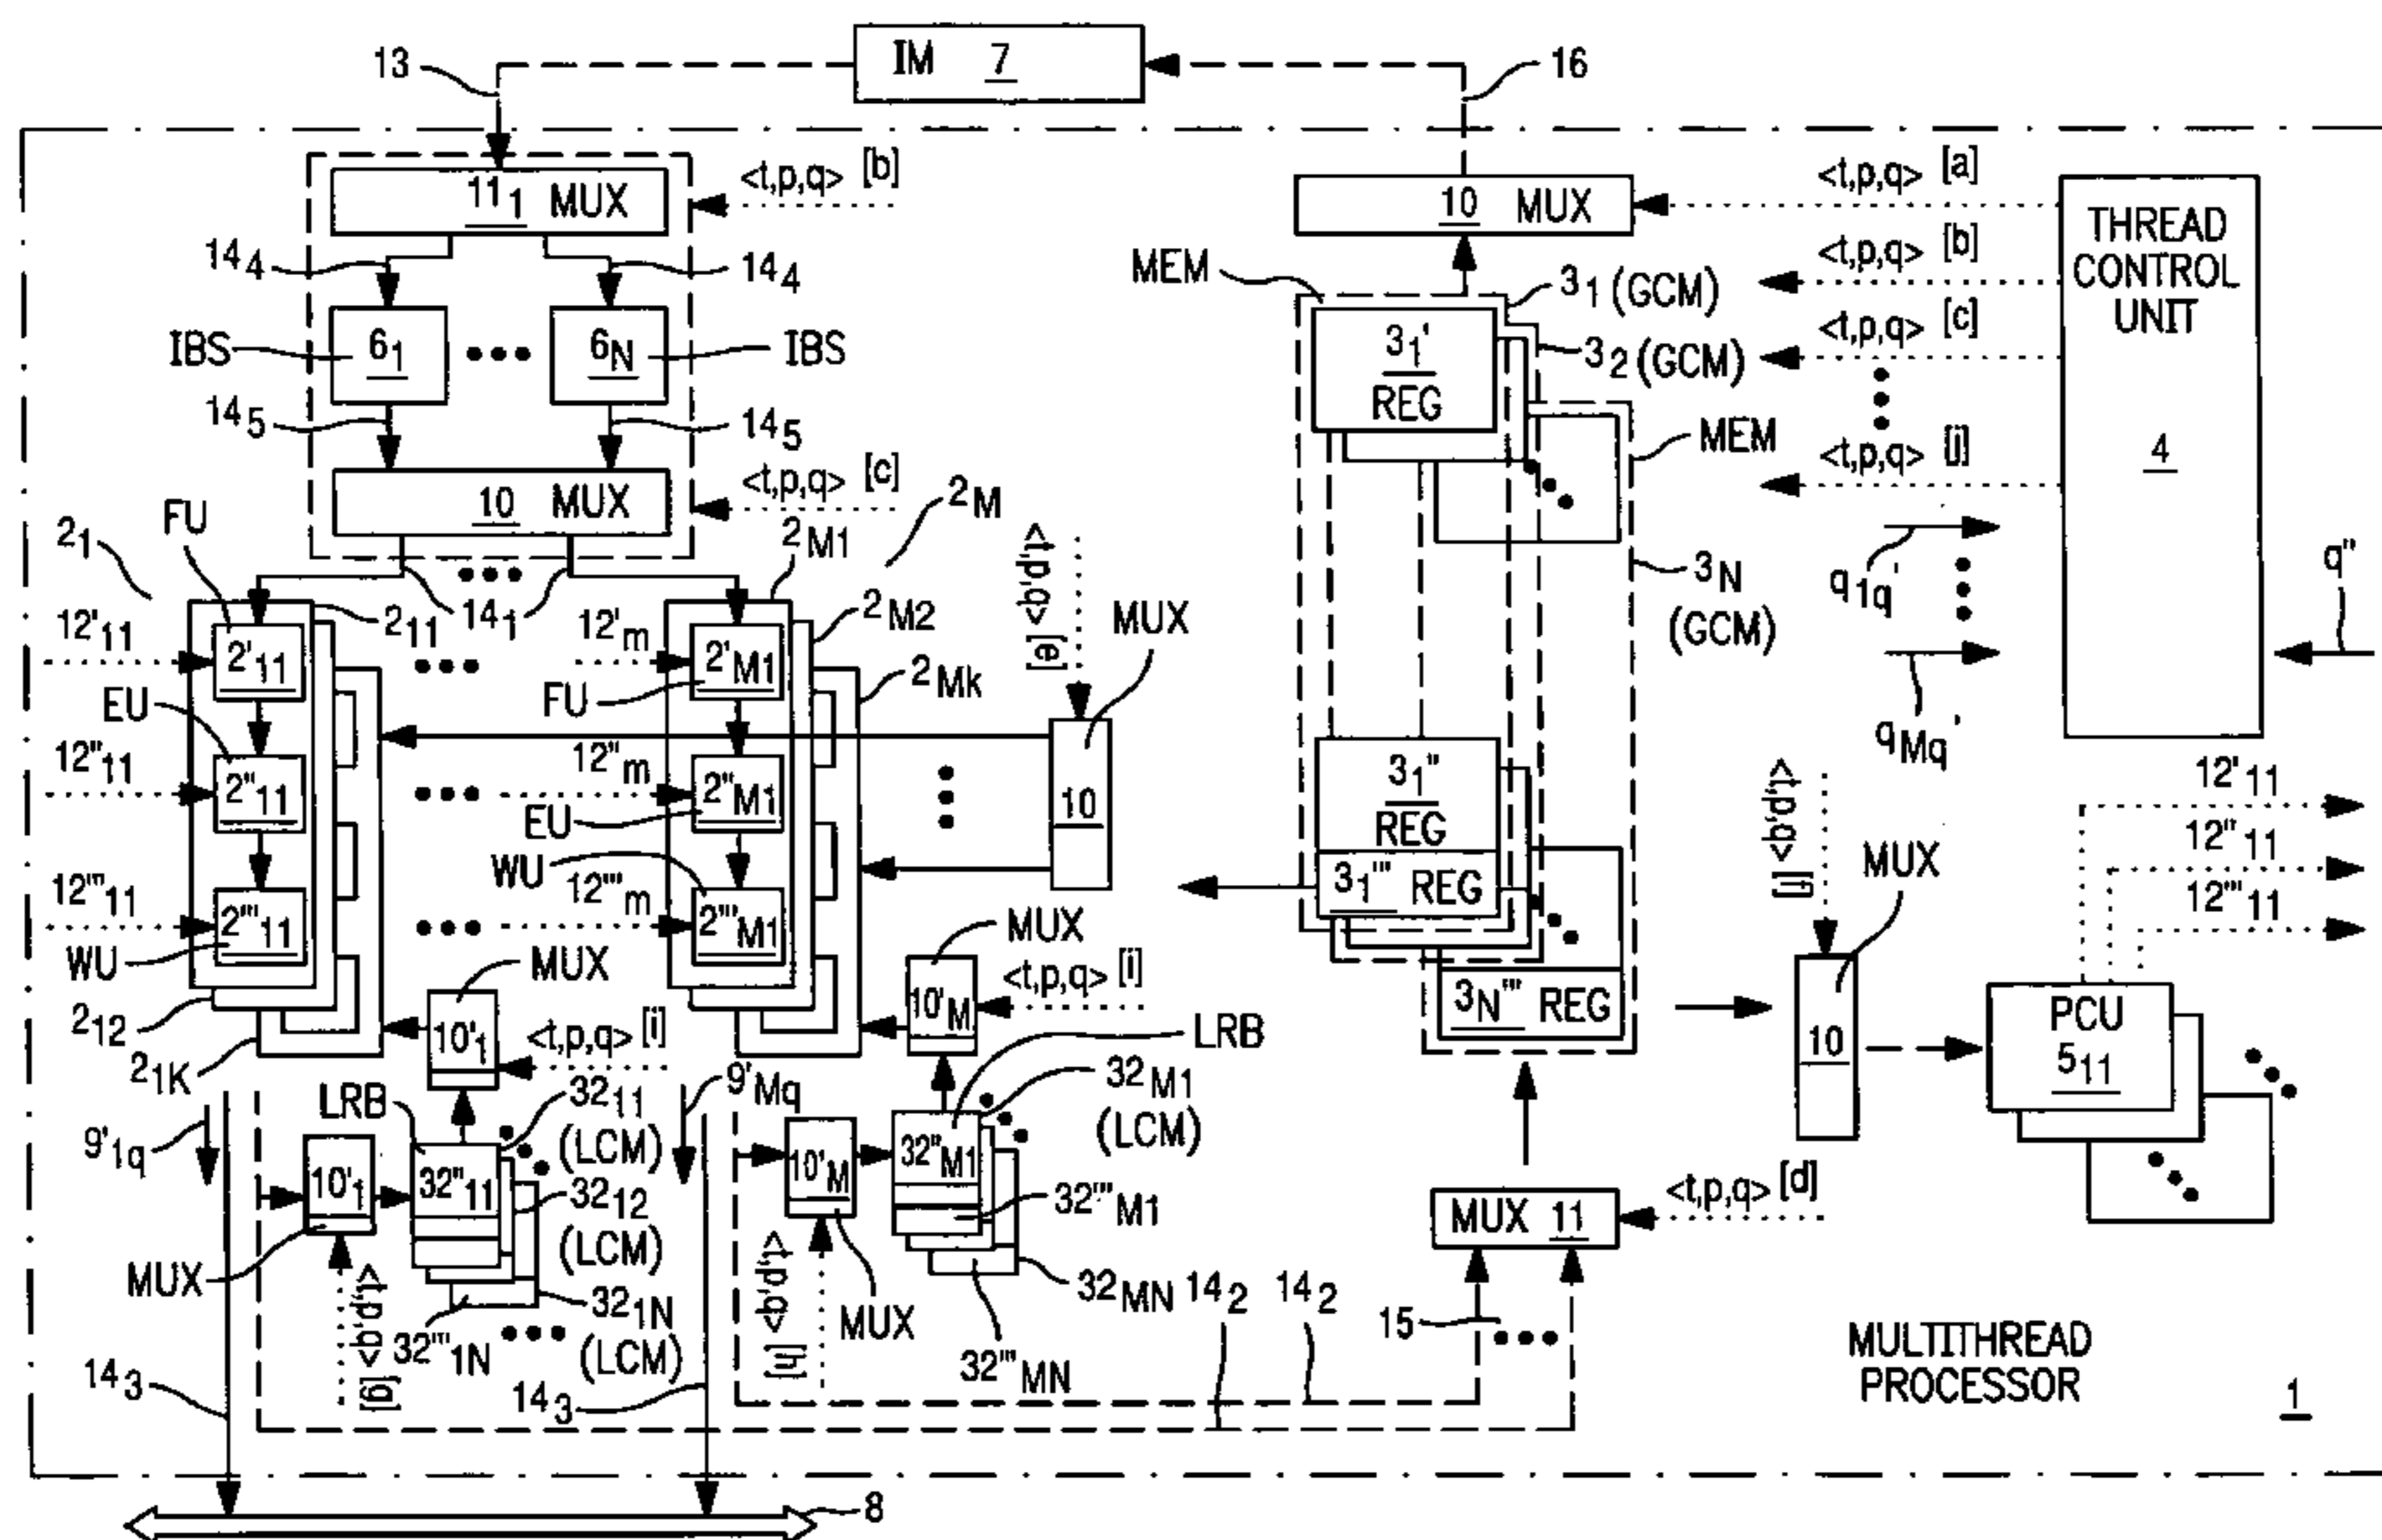 13
IM 7
16
11₁ MUX
<t,p,q> [b]
10 MUX
<t,p,q> [a]
THREAD
CONTROL
UNIT
4
14₄
14₄
MEM
3₁ (GCM)
<t,p,q> [b]
IBS
6₁
6N
IBS
3₁'
REG
3₂ (GCM)
<t,p,q> [c]
14₅
14₅
MEM
<t,p,q> [j]
10 MUX
<t,p,q> [c]
2M
FU
2₁
2M1
<t,p,q> [e]
3N
(GCM)
q1q'
q"
2₁₁
14₁
12'₁₁
12'm
2M2
MUX
2'₁₁
2'M1
2Mk
qMq'
EU
FU
12"₁₁
12"m
2"₁₁
2"M1
10
3₁"
REG
<t,p,q> [f]
12'₁₁
12"₁₁
12'"₁₁
EU
WU
3₁'" REG
MUX
12'"₁₁
12'"m
2'"₁₁
2'"M1
WU
MUX
MUX
<t,p,q> [i]
3N'" REG
10
PCU
5₁₁
2₁₂
2₁K
10'₁
<t,p,q> [i]
10'M
LRB
9'1q
LRB
32₁₁
(LCM)
9'Mq
32M1
(LCM)
10'₁
32"₁₁
32₁₂
(LCM)
10'M
32"M1
32'"M1
MUX 11
<t,p,q> [d]
MUX
<t,p,q> [g]
32₁N
(LCM)
32'"₁N
<t,p,q> [h]
MUX
32MN
32'"MN
14₂
14₂
15
14₃
14₃
MULTITHREAD
PROCESSOR
1
8